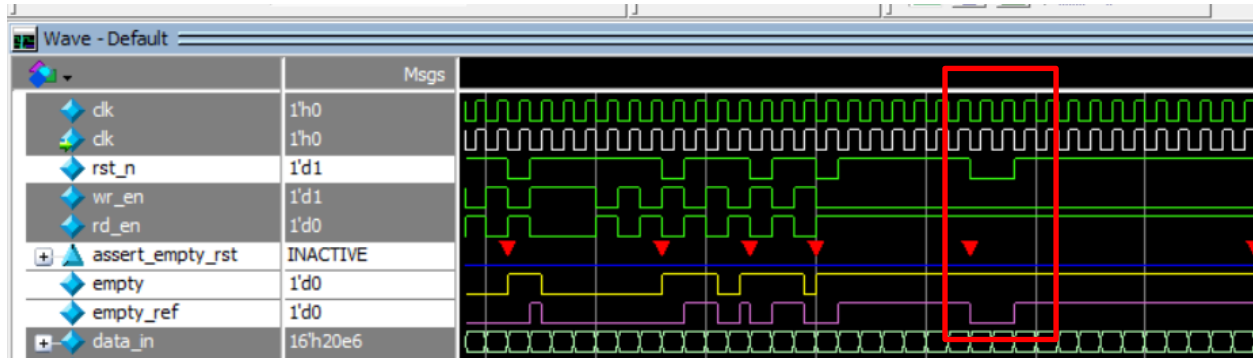 Wave - Default
Msgs
clk 1'h0
clk 1'h0
rst_n 1'd1
wr_en 1'd1
rd_en 1'd0
assert_empty_rst INACTIVE
empty 1'd0
empty_ref 1'd0
data_in 16'h20e6